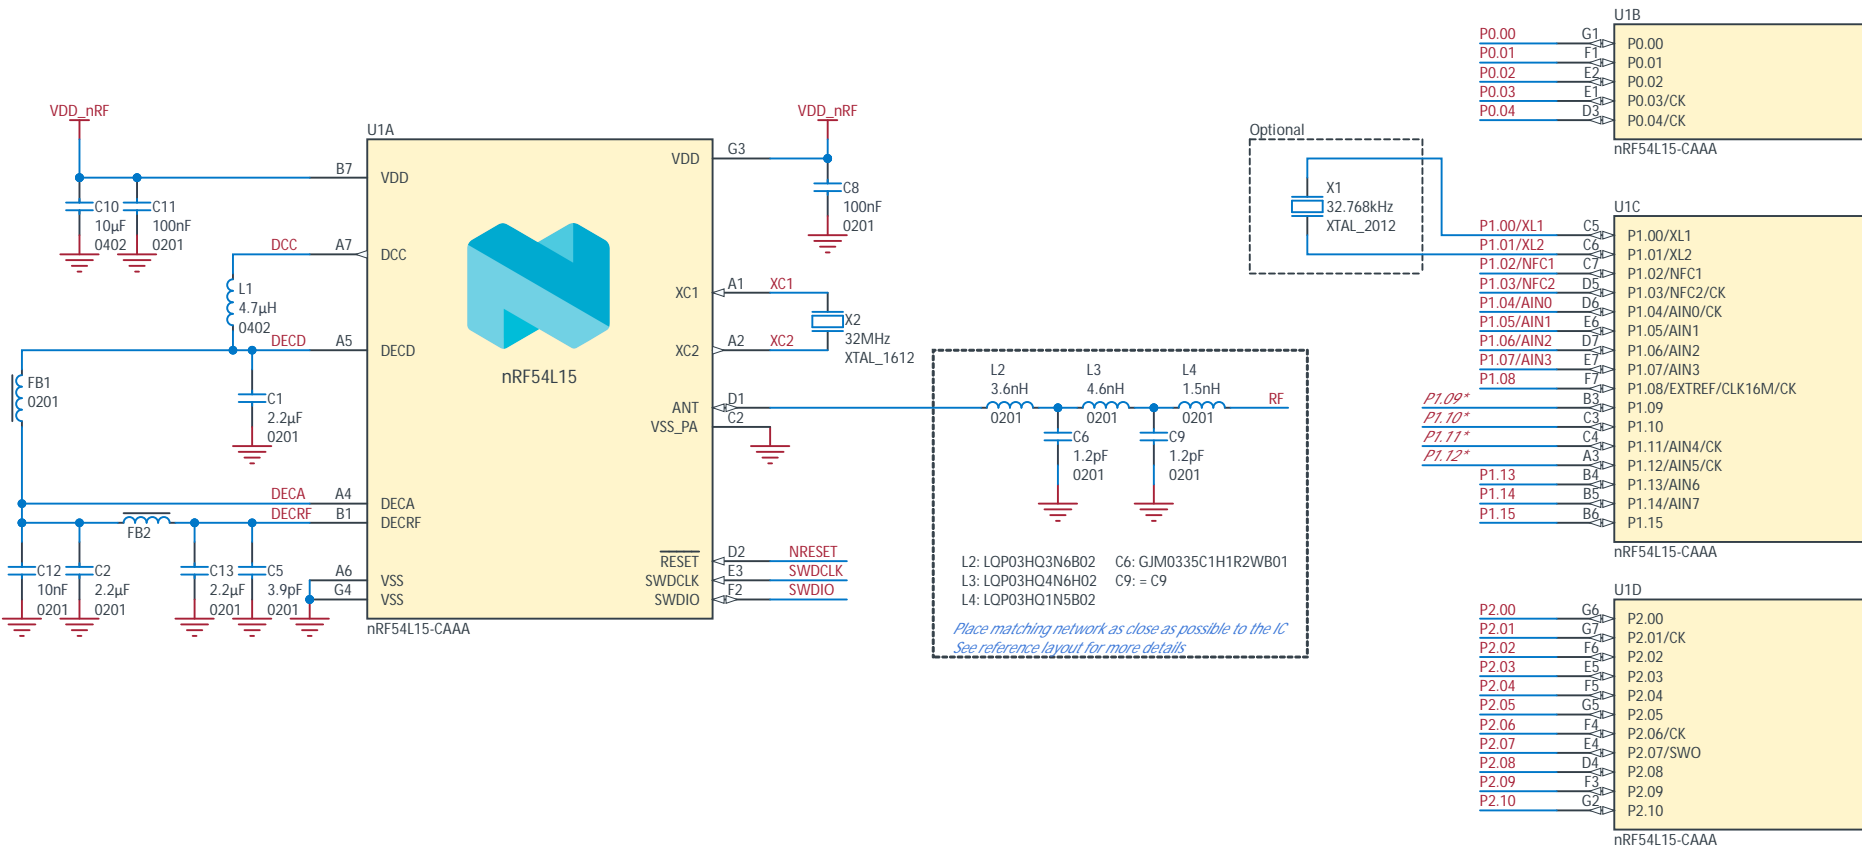 VDD_nRF
C10
10µF
0402
C11
100nF
0201
DCC
L1
4.7µH
0402
DECD
FB1
0201
C1
2.2µF
0201
DECA
DECRF
FB2
C12
10nF
0201
C2
2.2µF
0201
C13
2.2µF
0201
C5
3.9pF
0201
U1A
B7 VDD
A7 DCC
A5 DECD
A4 DECA
B1 DECRF
A6 VSS
G4 VSS
nRF54L15
VDD G3
XC1 A1 XC1
XC2 A2 XC2
ANT D1
VSS_PA C2
RESET D2 NRESET
SWDCLK E3 SWDCLK
SWDIO F2 SWDIO
nRF54L15-CAAA
VDD_nRF
C8
100nF
0201
X2
32MHz
XTAL_1612
L2
3.6nH
0201
L3
4.6nH
0201
L4
1.5nH
0201
RF
C6
1.2pF
0201
C9
1.2pF
0201
L2: LQP03HQ3N6B02 C6: GJM0335C1H1R2WB01
L3: LQP03HQ4N6H02 C9: = C9
L4: LQP03HQ1N5B02
Place matching network as close as possible to the IC
See reference layout for more details
Optional
X1
32.768kHz
XTAL_2012
U1B
P0.00 G1 P0.00
P0.01 F1 P0.01
P0.02 E2 P0.02
P0.03 E1 P0.03/CK
P0.04 D3 P0.04/CK
nRF54L15-CAAA
U1C
P1.00/XL1 C5 P1.00/XL1
P1.01/XL2 C6 P1.01/XL2
P1.02/NFC1 C7 P1.02/NFC1
P1.03/NFC2 D5 P1.03/NFC2/CK
P1.04/AIN0 D6 P1.04/AIN0/CK
P1.05/AIN1 E6 P1.05/AIN1
P1.06/AIN2 D7 P1.06/AIN2
P1.07/AIN3 E7 P1.07/AIN3
P1.08 F7 P1.08/EXTREF/CLK16M/CK
P1.09* B3 P1.09
P1.10* C3 P1.10
P1.11* C4 P1.11/AIN4/CK
P1.12* A3 P1.12/AIN5/CK
P1.13 B4 P1.13/AIN6
P1.14 B5 P1.14/AIN7
P1.15 B6 P1.15
nRF54L15-CAAA
U1D
P2.00 G6 P2.00
P2.01 G7 P2.01/CK
P2.02 F6 P2.02
P2.03 E5 P2.03
P2.04 F5 P2.04
P2.05 G5 P2.05
P2.06 F4 P2.06/CK
P2.07 E4 P2.07/SWO
P2.08 D4 P2.08
P2.09 F3 P2.09
P2.10 G2 P2.10
nRF54L15-CAAA